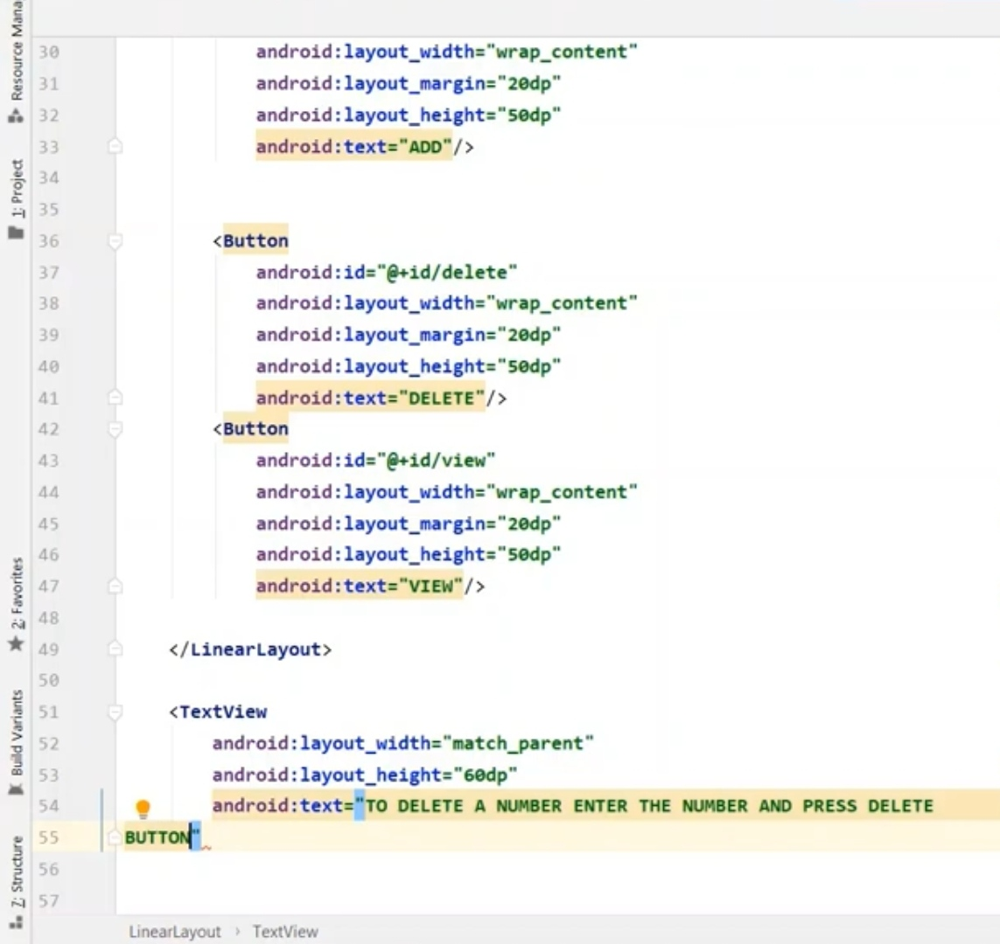 Resource Mana
1: Project
2: Favorites
Build Variants
7: Structure
30 android:layout_width="wrap_content"
31 android:layout_margin="20dp"
32 android:layout_height="50dp"
33 android:text="ADD"/>
34
35
36 <Button
37 android:id="@+id/delete"
38 android:layout_width="wrap_content"
39 android:layout_margin="20dp"
40 android:layout_height="50dp"
41 android:text="DELETE"/>
42 <Button
43 android:id="@+id/view"
44 android:layout_width="wrap_content"
45 android:layout_margin="20dp"
46 android:layout_height="50dp"
47 android:text="VIEW"/>
48
49 </LinearLayout>
50
51 <TextView
52 android:layout_width="match_parent"
53 android:layout_height="60dp"
54 android:text="TO DELETE A NUMBER ENTER THE NUMBER AND PRESS DELETE
55 BUTTON"
56
57
LinearLayout › TextView